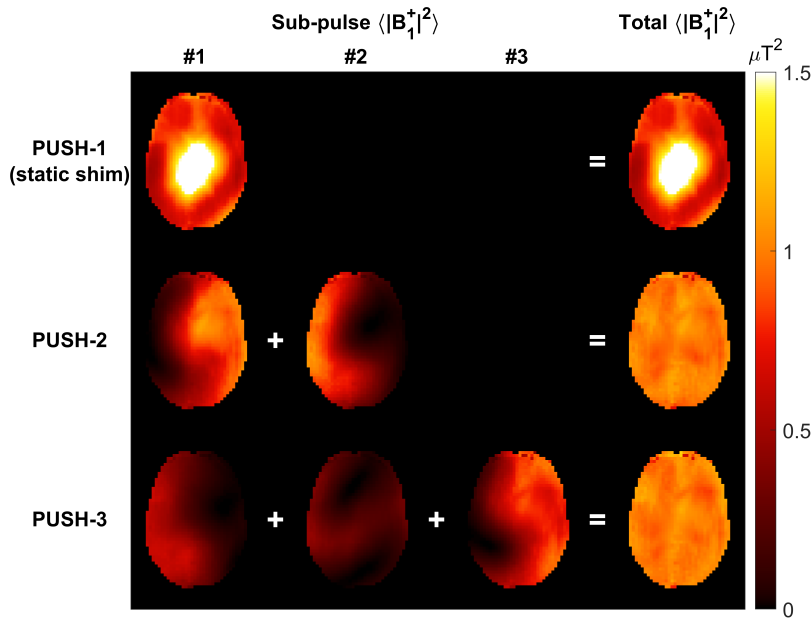 Sub-pulse ⟨|B₁⁺|²⟩ Total ⟨|B₁⁺|²⟩
#1 #2 #3 μT²
1.5
PUSH-1
(static shim) =
1
PUSH-2 + =
0.5
PUSH-3 + + =
0